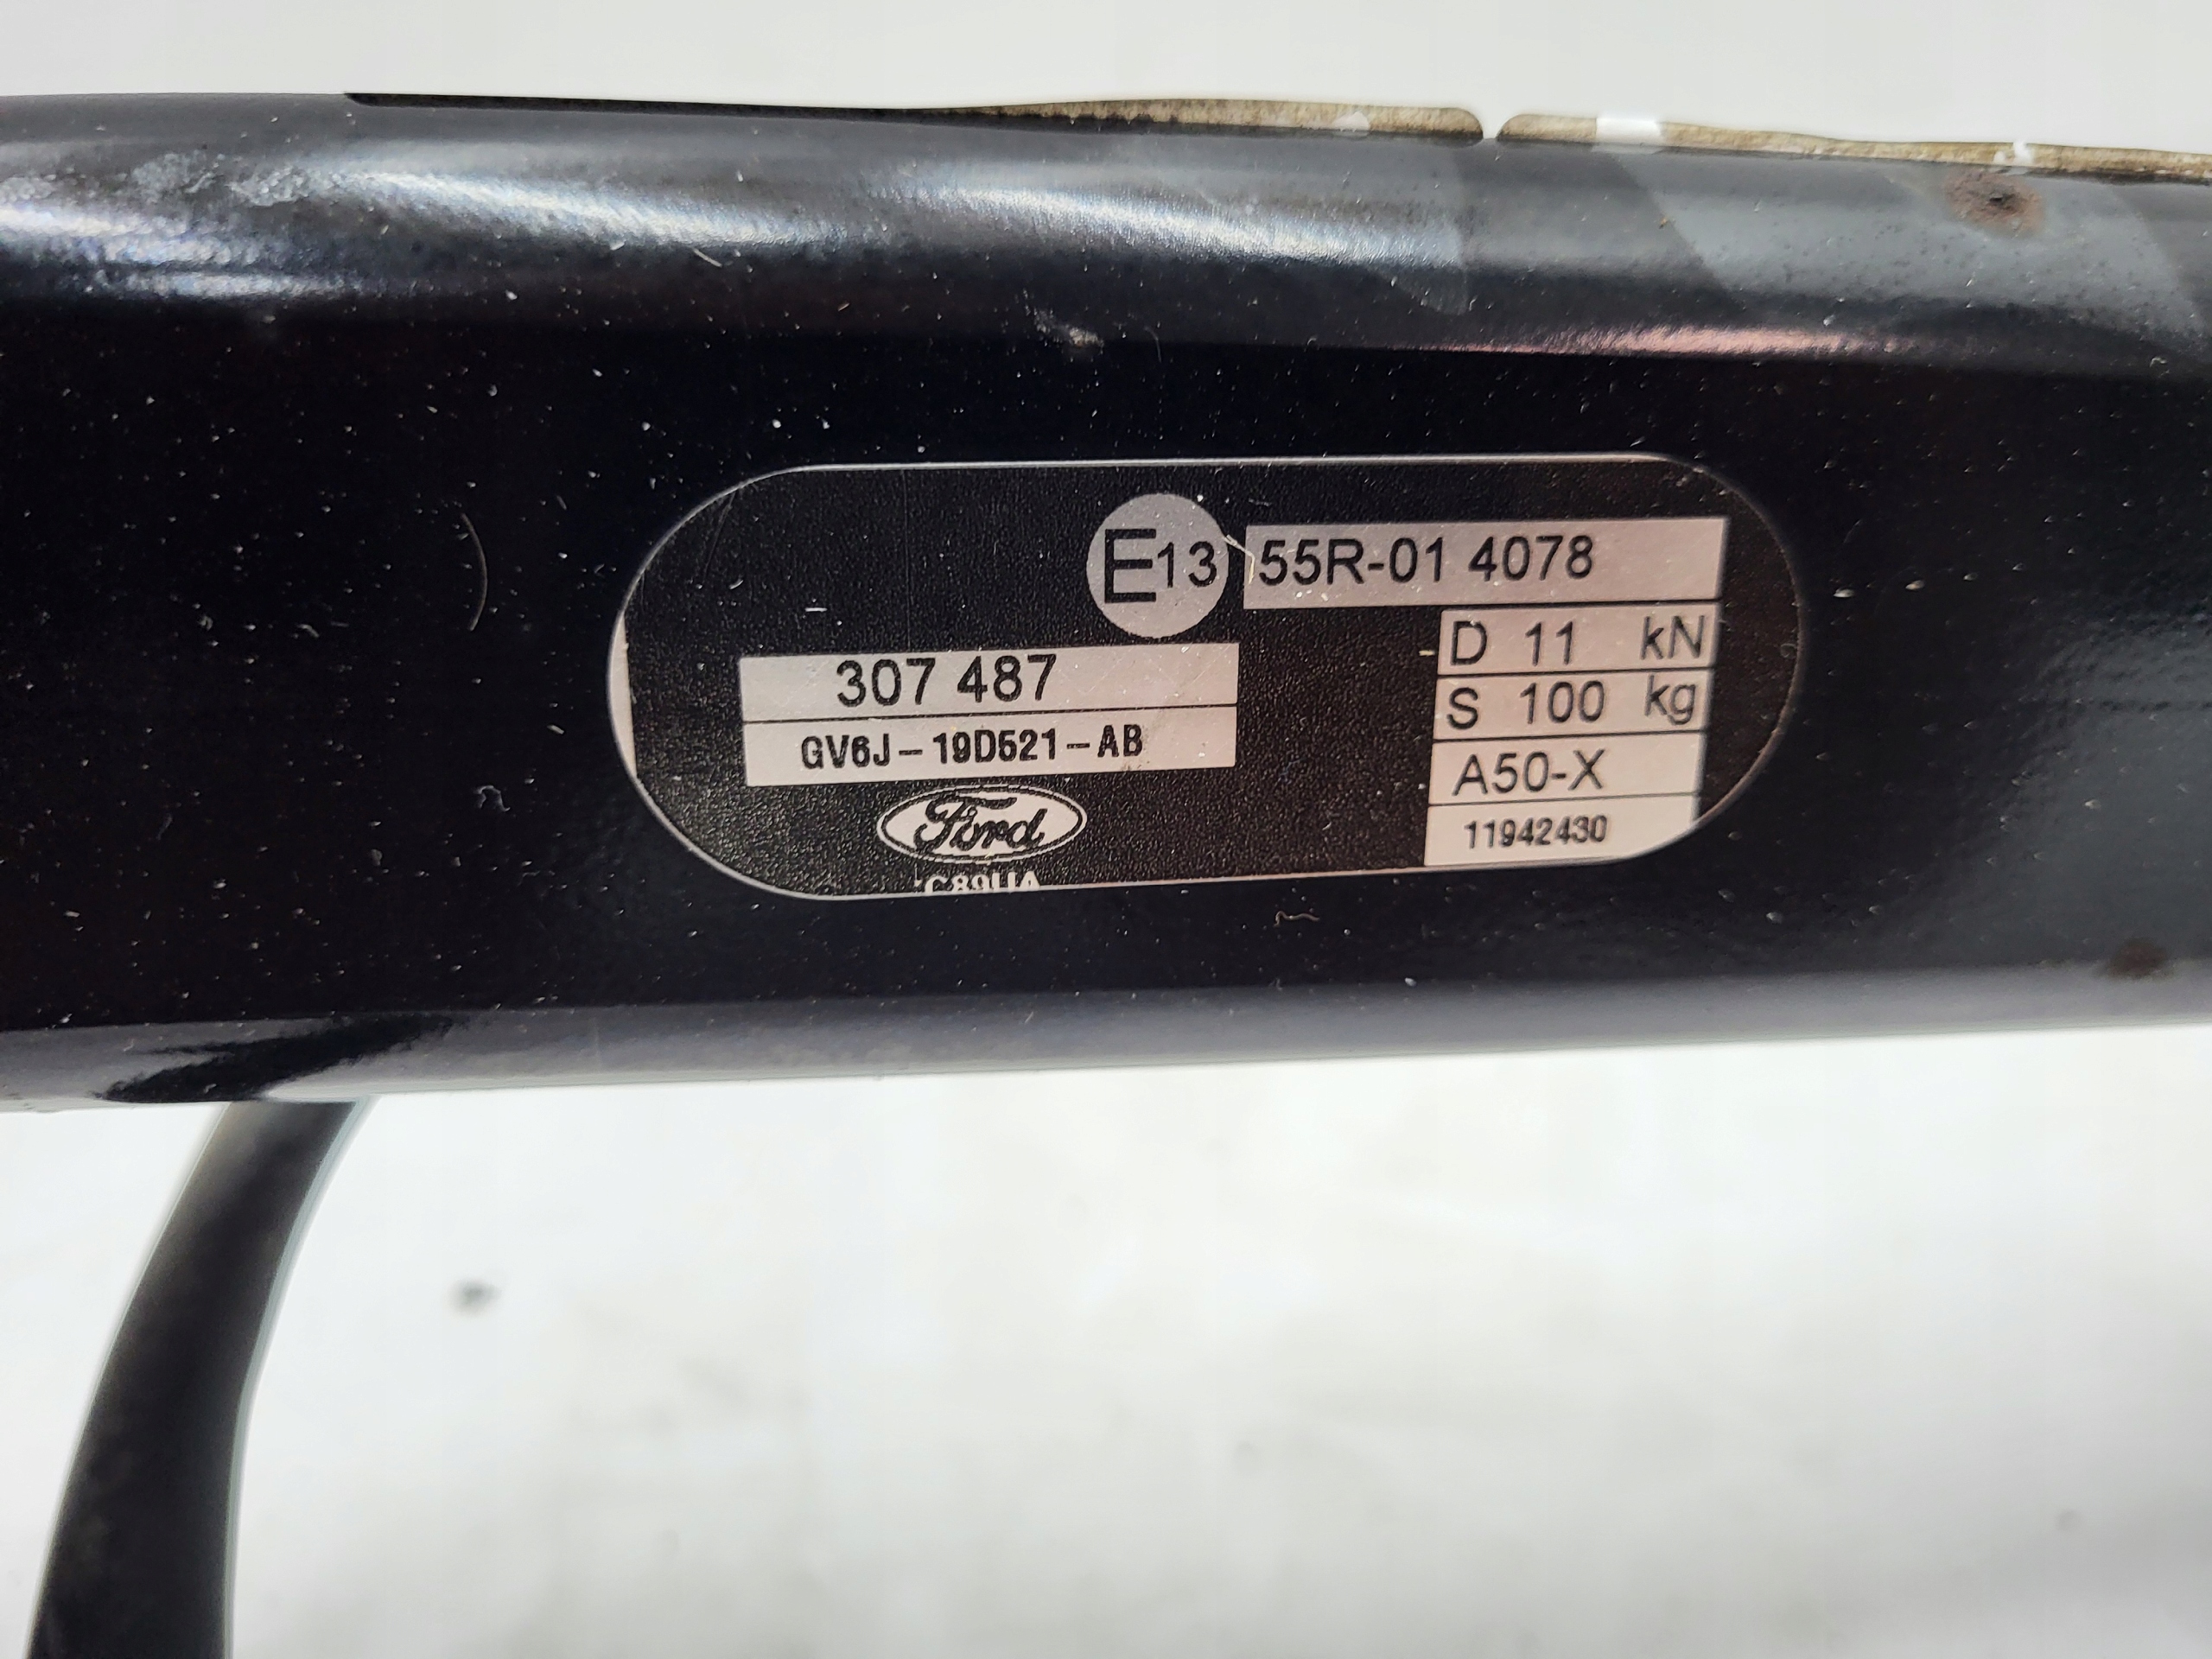 E13 55R-01 4078
D 11 kN
307 487
S 100 kg
GV6J-19D521-AB
A50-X
Ford
11942430